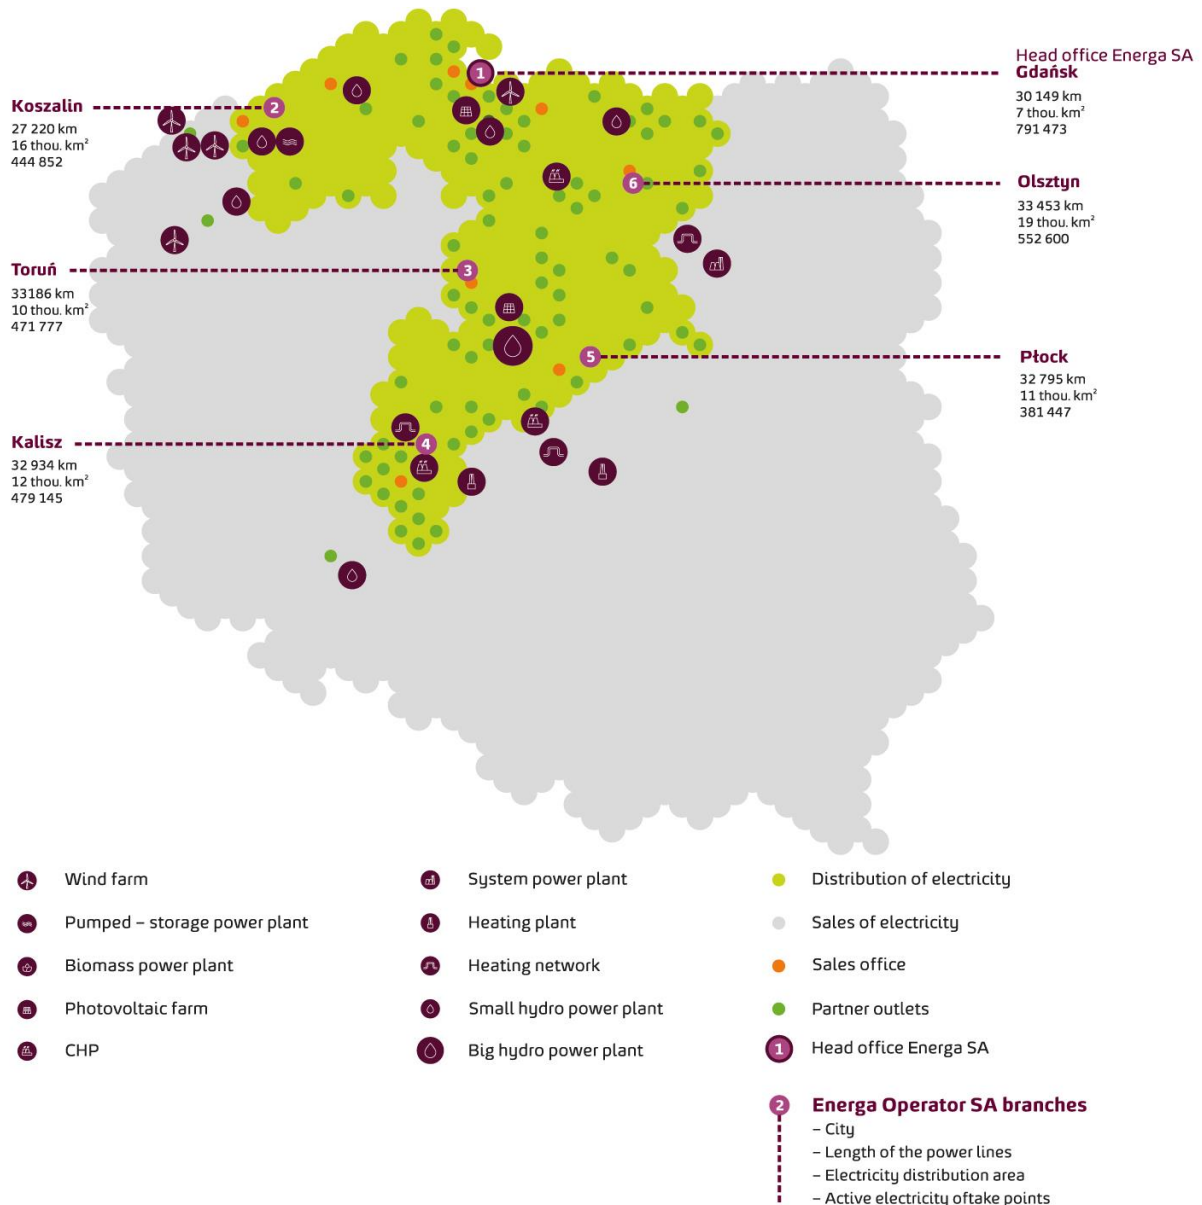 Head office Energa SA
Gdańsk
30 149 km
7 thou. km²
791 473
Koszalin
27 220 km
16 thou. km²
444 852
Olsztyn
33 453 km
19 thou. km²
552 600
Toruń
33186 km
10 thou. km²
471 777
Płock
32 795 km
11 thou. km²
381 447
Kalisz
32 934 km
12 thou. km²
479 145
1
2
6
3
5
4
Wind farm
Pumped – storage power plant
Biomass power plant
Photovoltaic farm
CHP
System power plant
Heating plant
Heating network
Small hydro power plant
Big hydro power plant
Distribution of electricity
Sales of electricity
Sales office
Partner outlets
1 Head office Energa SA
2 Energa Operator SA branches
– City
– Length of the power lines
– Electricity distribution area
– Active electricity oftake points